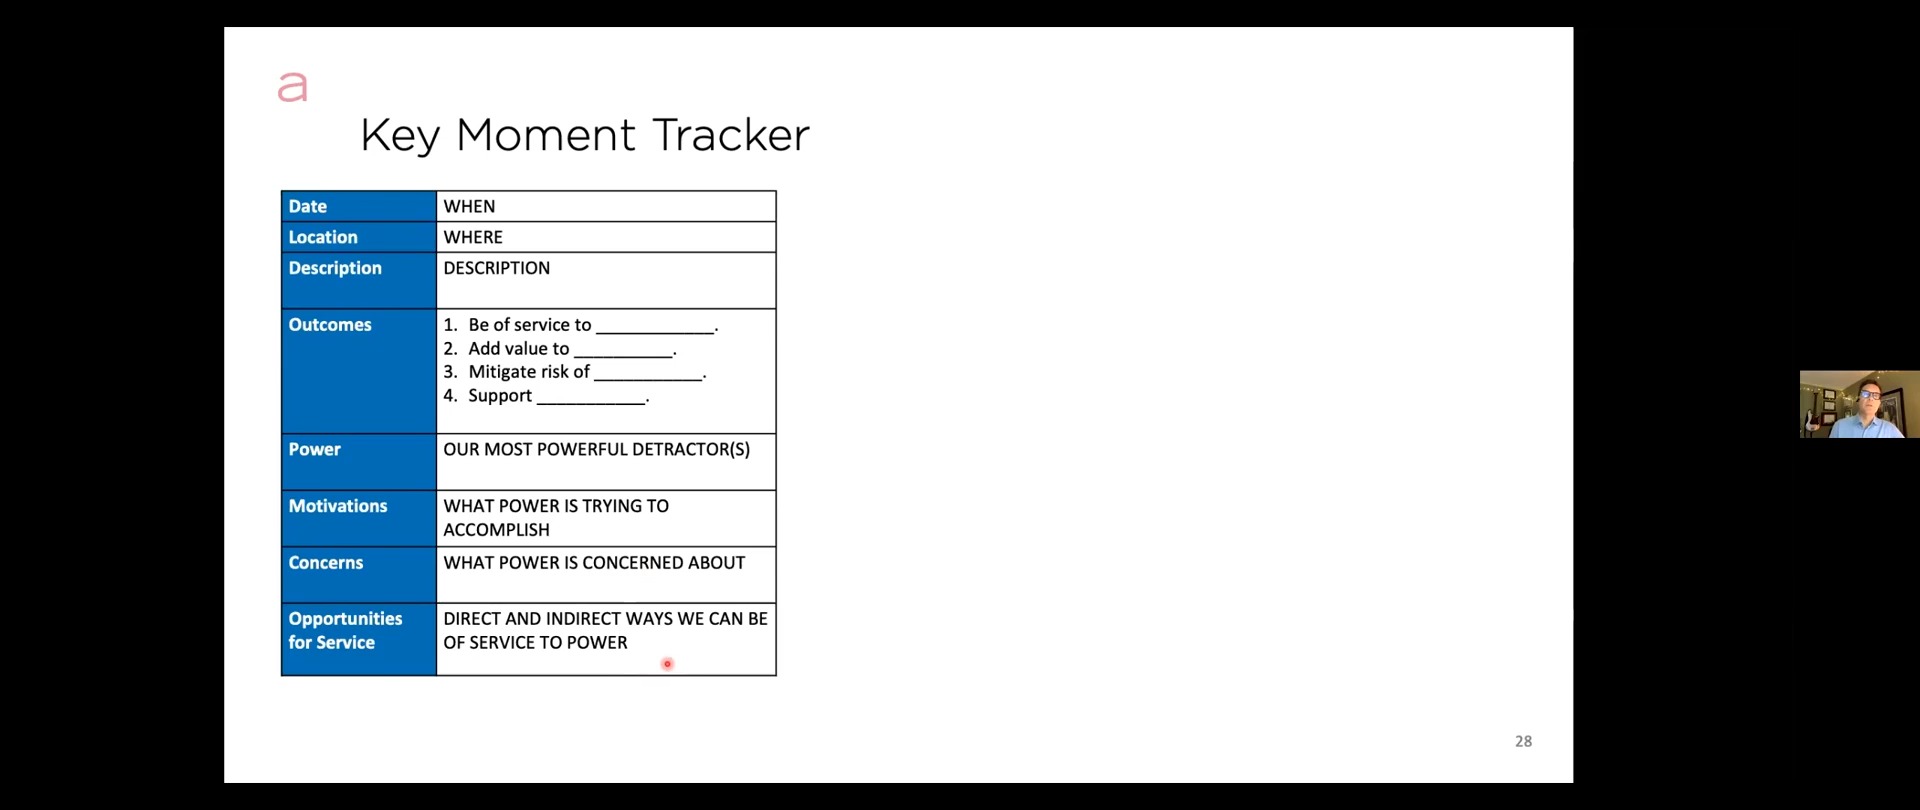 a
Key Moment Tracker
Date WHEN
Location WHERE
Description DESCRIPTION
Outcomes 1. Be of service to ____________.
2. Add value to __________.
3. Mitigate risk of ___________.
4. Support ___________.
Power OUR MOST POWERFUL DETRACTOR(S)
Motivations WHAT POWER IS TRYING TO
ACCOMPLISH
Concerns WHAT POWER IS CONCERNED ABOUT
Opportunities DIRECT AND INDIRECT WAYS WE CAN BE
for Service OF SERVICE TO POWER
28